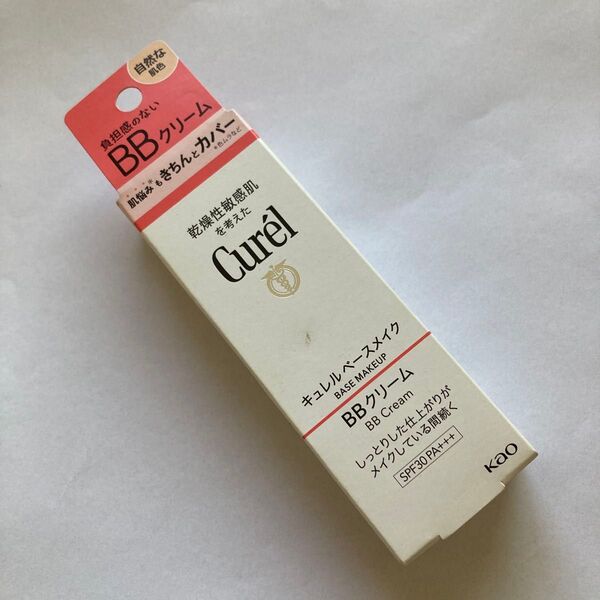 自然な
肌色
負担感のない
BBクリーム
肌悩みもきちんとカバー
*色ムラなど
乾燥性敏感肌
を考えた
Curél
キュレル ベースメイク
BASE MAKEUP
BBクリーム
BB Cream
しっとりした仕上がりが
メイクしている間続く
SPF30 PA+++
Kao